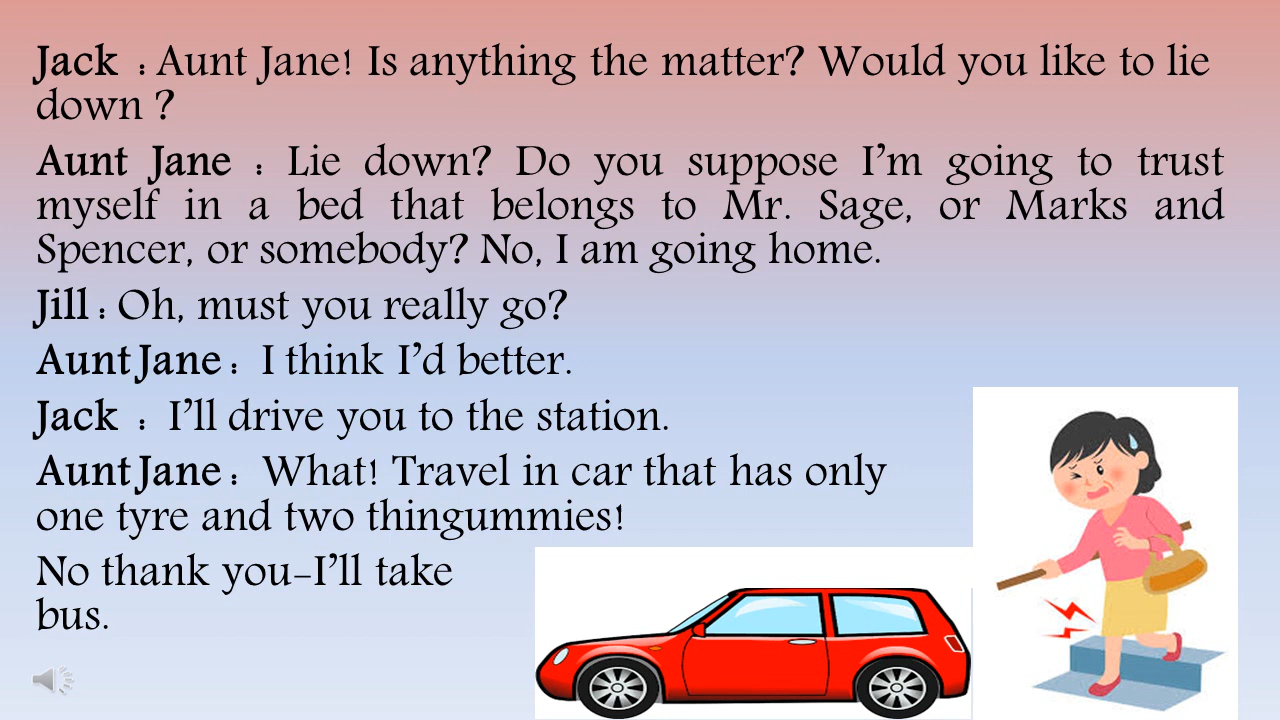 Jack : Aunt Jane! Is anything the matter? Would you like to lie
down ?
Aunt Jane : Lie down? Do you suppose I’m going to trust
myself in a bed that belongs to Mr. Sage, or Marks and
Spencer, or somebody? No, I am going home.
Jill : Oh, must you really go?
Aunt Jane : I think I’d better.
Jack : I’ll drive you to the station.
Aunt Jane : What! Travel in car that has only
one tyre and two thingummies!
No thank you-I’ll take
bus.